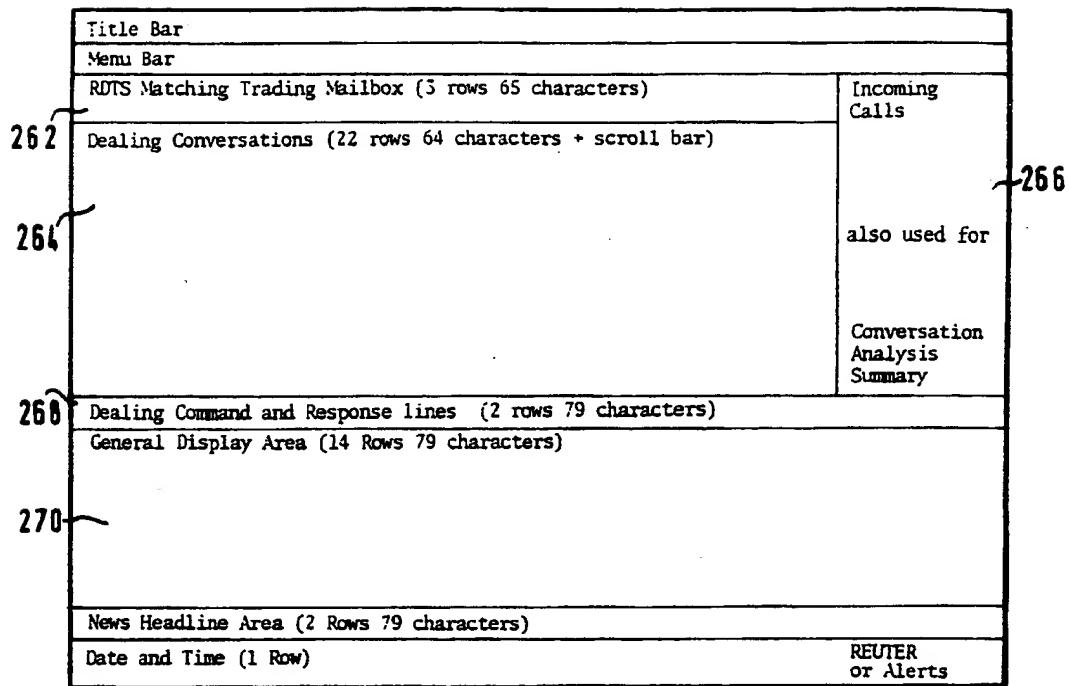 Title Bar
Menu Bar
RDTS Matching Trading Mailbox (3 rows 65 characters)
Incoming
Calls
262
Dealing Conversations (22 rows 64 characters + scroll bar)
266
264
also used for
Conversation
Analysis
Summary
268
Dealing Command and Response lines (2 rows 79 characters)
General Display Area (14 Rows 79 characters)
270
News Headline Area (2 Rows 79 characters)
Date and Time (1 Row)
REUTER
or Alerts